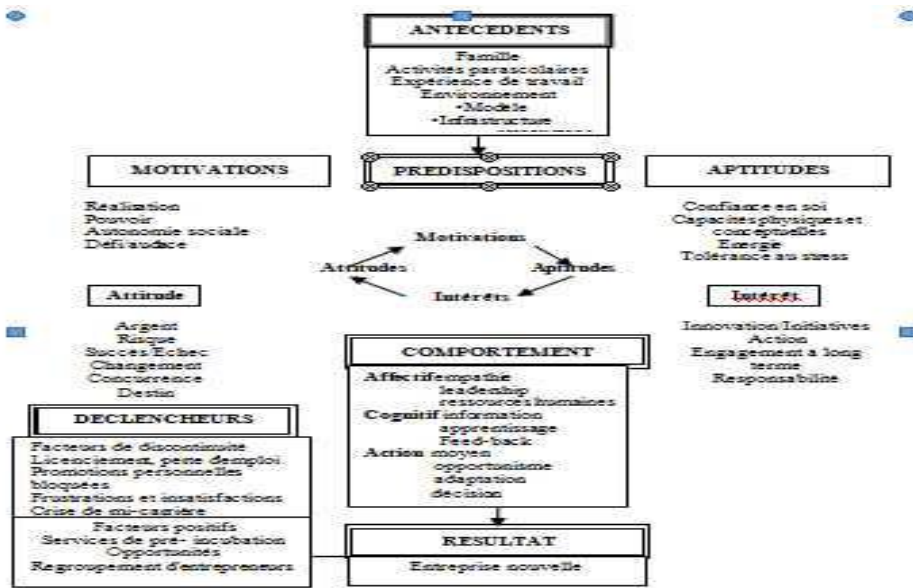 ANTECEDENTS
Famille
Activités parascolaires
Expérience de travail
Environnement
•Modèle
•Infrastructure
MOTIVATIONS
PREDISPOSITIONS
APTITUDES
Réalisation
Pouvoir
Autonomie sociale
Défi/audace
Confiance en soi
Capacités physiques et
conceptuelles
Energie
Tolérance au stress
Motivations
Attitudes
Aptitudes
Intérêts
Attitude
Intérêt
Argent
Risque
Succès/Echec
Changement
Concurrence
Destin
Innovation/Initiatives
Action
Engagement à long
terme
Responsabilité
COMPORTEMENT
Affectif empathie
leadership
ressources humaines
Cognitif information
apprentissage
Feed-back
Action moyen
opportunisme
adaptation
décision
DECLENCHEURS
Facteurs de discontinuité
Licenciement, perte d'emploi
Promotions personnelles
bloquées
Frustrations et insatisfactions
Crise de mi-carrière
Facteurs positifs
Services de pré- incubation
Opportunités
Regroupement d'entrepreneurs
RESULTAT
Entreprise nouvelle